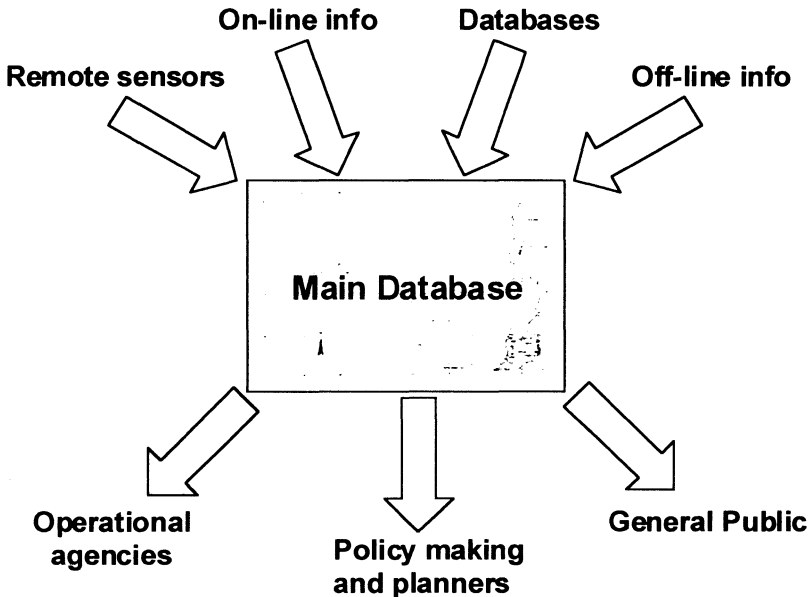 On-line info
Databases
Remote sensors
Off-line info
Main Database
Operational
agencies
Policy making
and planners
General Public